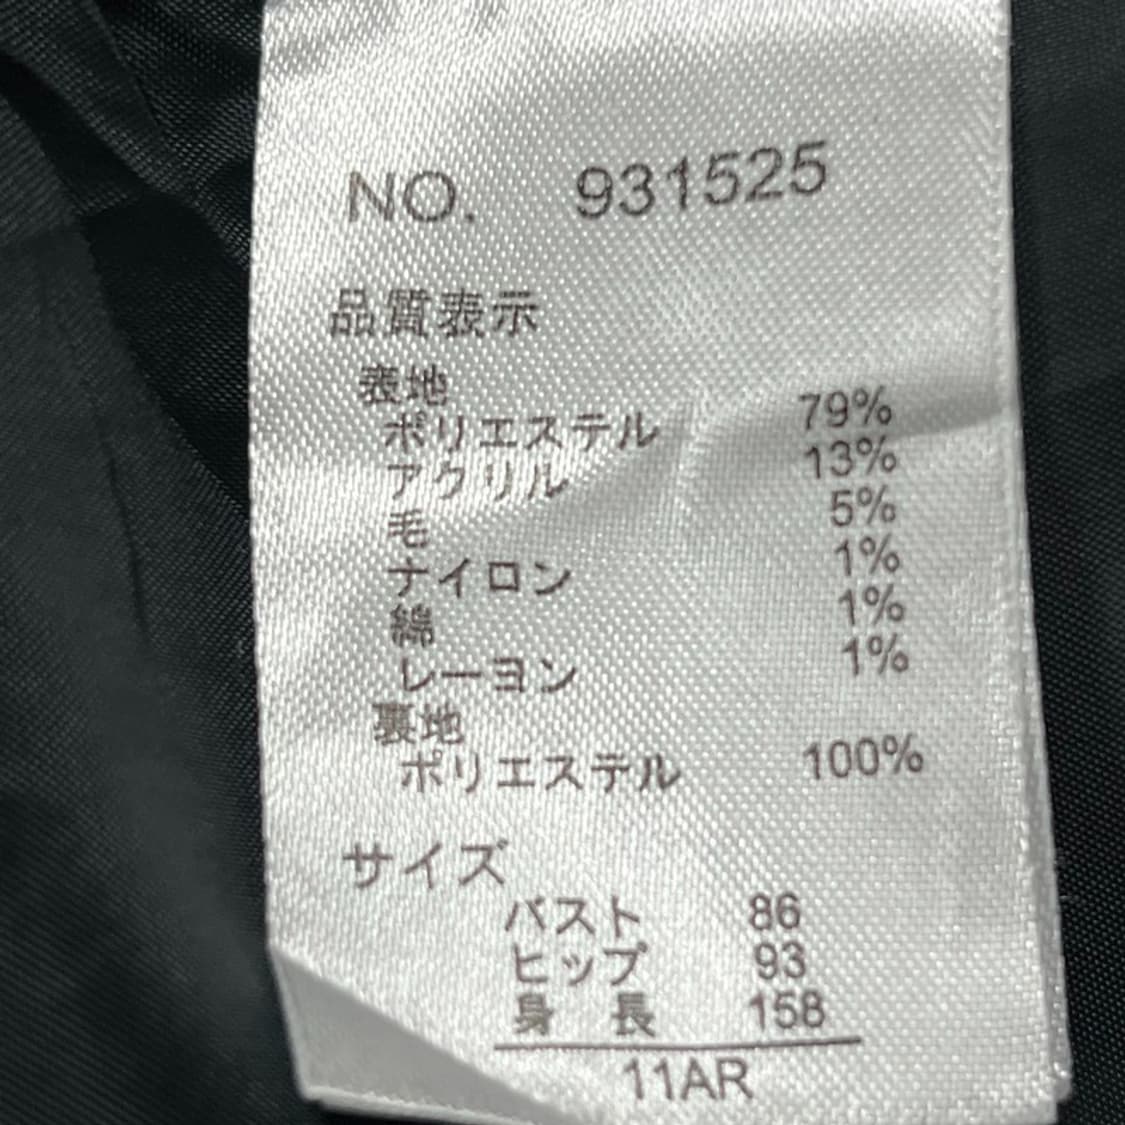 NO. 931525
品質表示
表地
ポリエステル 79%
アクリル 13%
毛 5%
ナイロン 1%
綿 1%
レーヨン 1%
裏地
ポリエステル 100%
サイズ
バスト 86
ヒップ 93
身 長 158
11AR